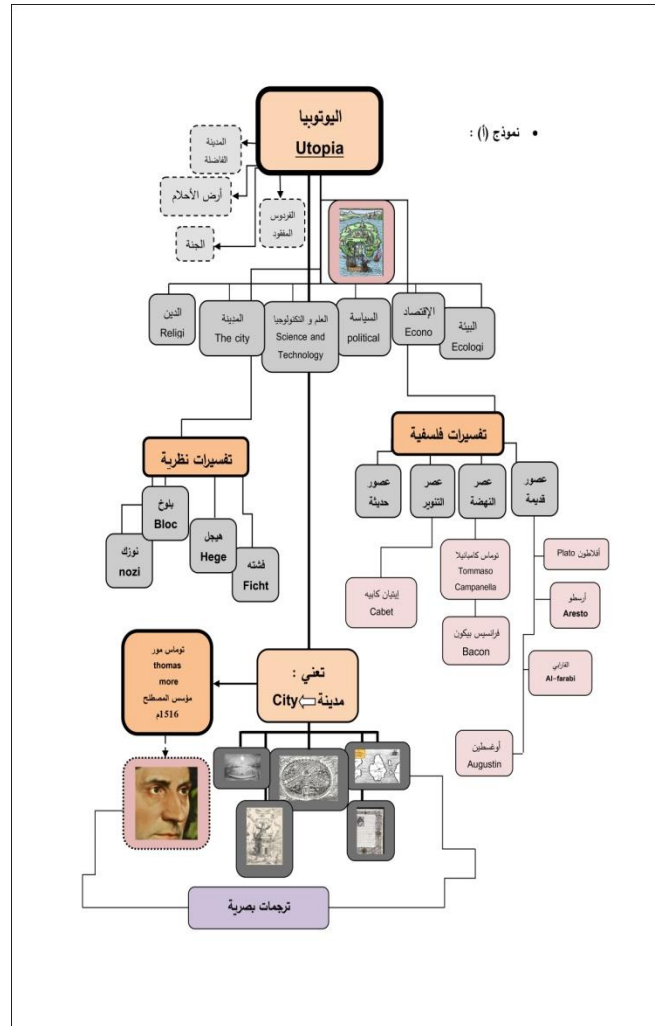 • نموذج (أ) :
اليوتوبيا
Utopia
المدينة
الفاضلة
أرض الأحلام
الفردوس
المفقود
الجنة
الدين
Religi
المدينة
The city
العلم و التكنولوجيا
Science and
Technology
السياسة
political
الإقتصاد
Econo
البيئة
Ecologi
تفسيرات فلسفية
تفسيرات نظرية
عصور
قديمة
عصر
النهضة
عصر
التنوير
عصور
حديثة
بلوخ
Bloc
نوزك
nozi
هيجل
Hege
فشته
Ficht
أفلاطون Plato
أرسطو
Aresto
الفارابي
Al-farabi
أوغسطين
Augustin
توماس كامبانيلا
Tommaso
Campanella
فرانسيس بيكون
Bacon
إيتيان كابيه
Cabet
توماس مور
thomas
more
مؤسس المصطلح
1516م
تعني :
مدينة City
ترجمات بصرية